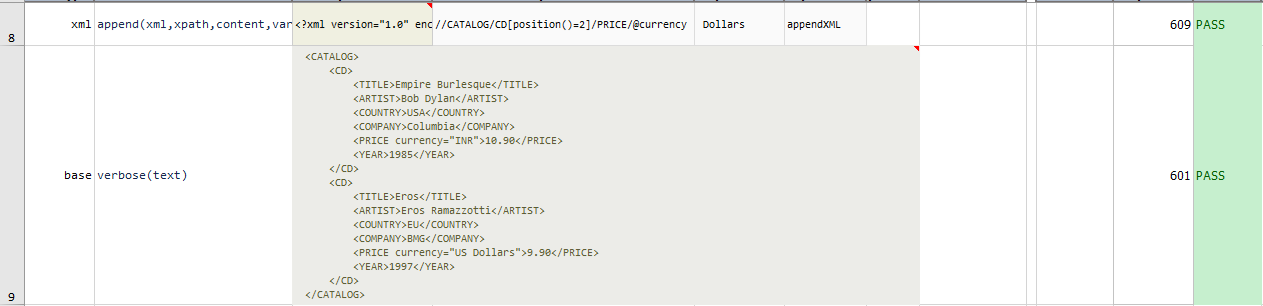 8 xml append(xml,xpath,content,var <?xml version="1.0" enc //CATALOG/CD[position()=2]/PRICE/@currency Dollars appendXML 609 PASS
<CATALOG>
<CD>
<TITLE>Empire Burlesque</TITLE>
<ARTIST>Bob Dylan</ARTIST>
<COUNTRY>USA</COUNTRY>
<COMPANY>Columbia</COMPANY>
<PRICE currency="INR">10.90</PRICE>
<YEAR>1985</YEAR>
</CD>
9 base verbose(text) 601 PASS
<CD>
<TITLE>Eros</TITLE>
<ARTIST>Eros Ramazzotti</ARTIST>
<COUNTRY>EU</COUNTRY>
<COMPANY>BMG</COMPANY>
<PRICE currency="US Dollars">9.90</PRICE>
<YEAR>1997</YEAR>
</CD>
</CATALOG>